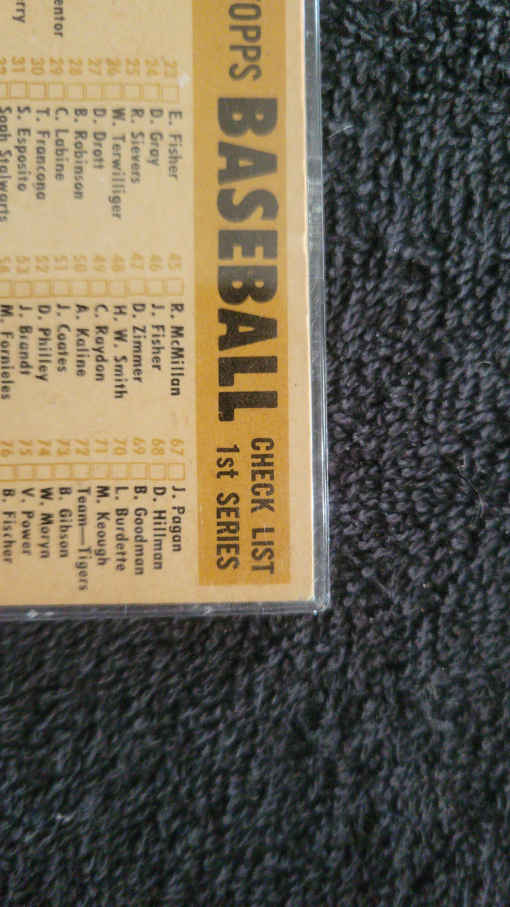 TOPPS BASEBALL CHECK LIST
1st SERIES
23 E. Fisher
24 D. Gray
25 R. Sievers
26 W. Terwilliger
27 D. Drott
28 B. Robinson
29 C. Labine
30 T. Francona
31 S. Esposito
Stalwarts
45 R. McMillan
46 J. Fisher
47 D. Zimmer
48 H. W. Smith
49 C. Raydon
50 A. Kaline
51 J. Coates
52 D. Philley
53 J. Brandt
54 M. Fornieles
67 J. Pagan
68 D. Hillman
69 B. Goodman
70 L. Burdette
71 M. Keough
72 Team—Tigers
73 B. Gibson
74 W. Moryn
75 V. Power
76 B. Fischer